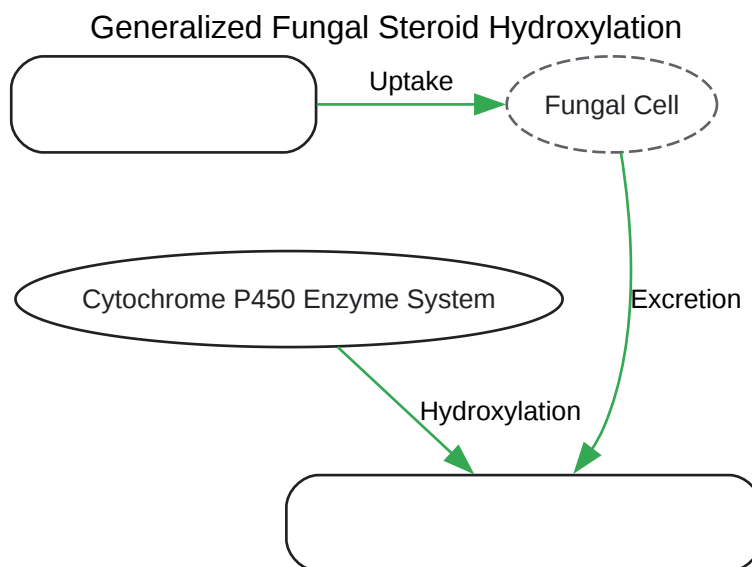 Generalized Fungal Steroid Hydroxylation
Uptake
Fungal Cell
Cytochrome P450 Enzyme System
Excretion
Hydroxylation